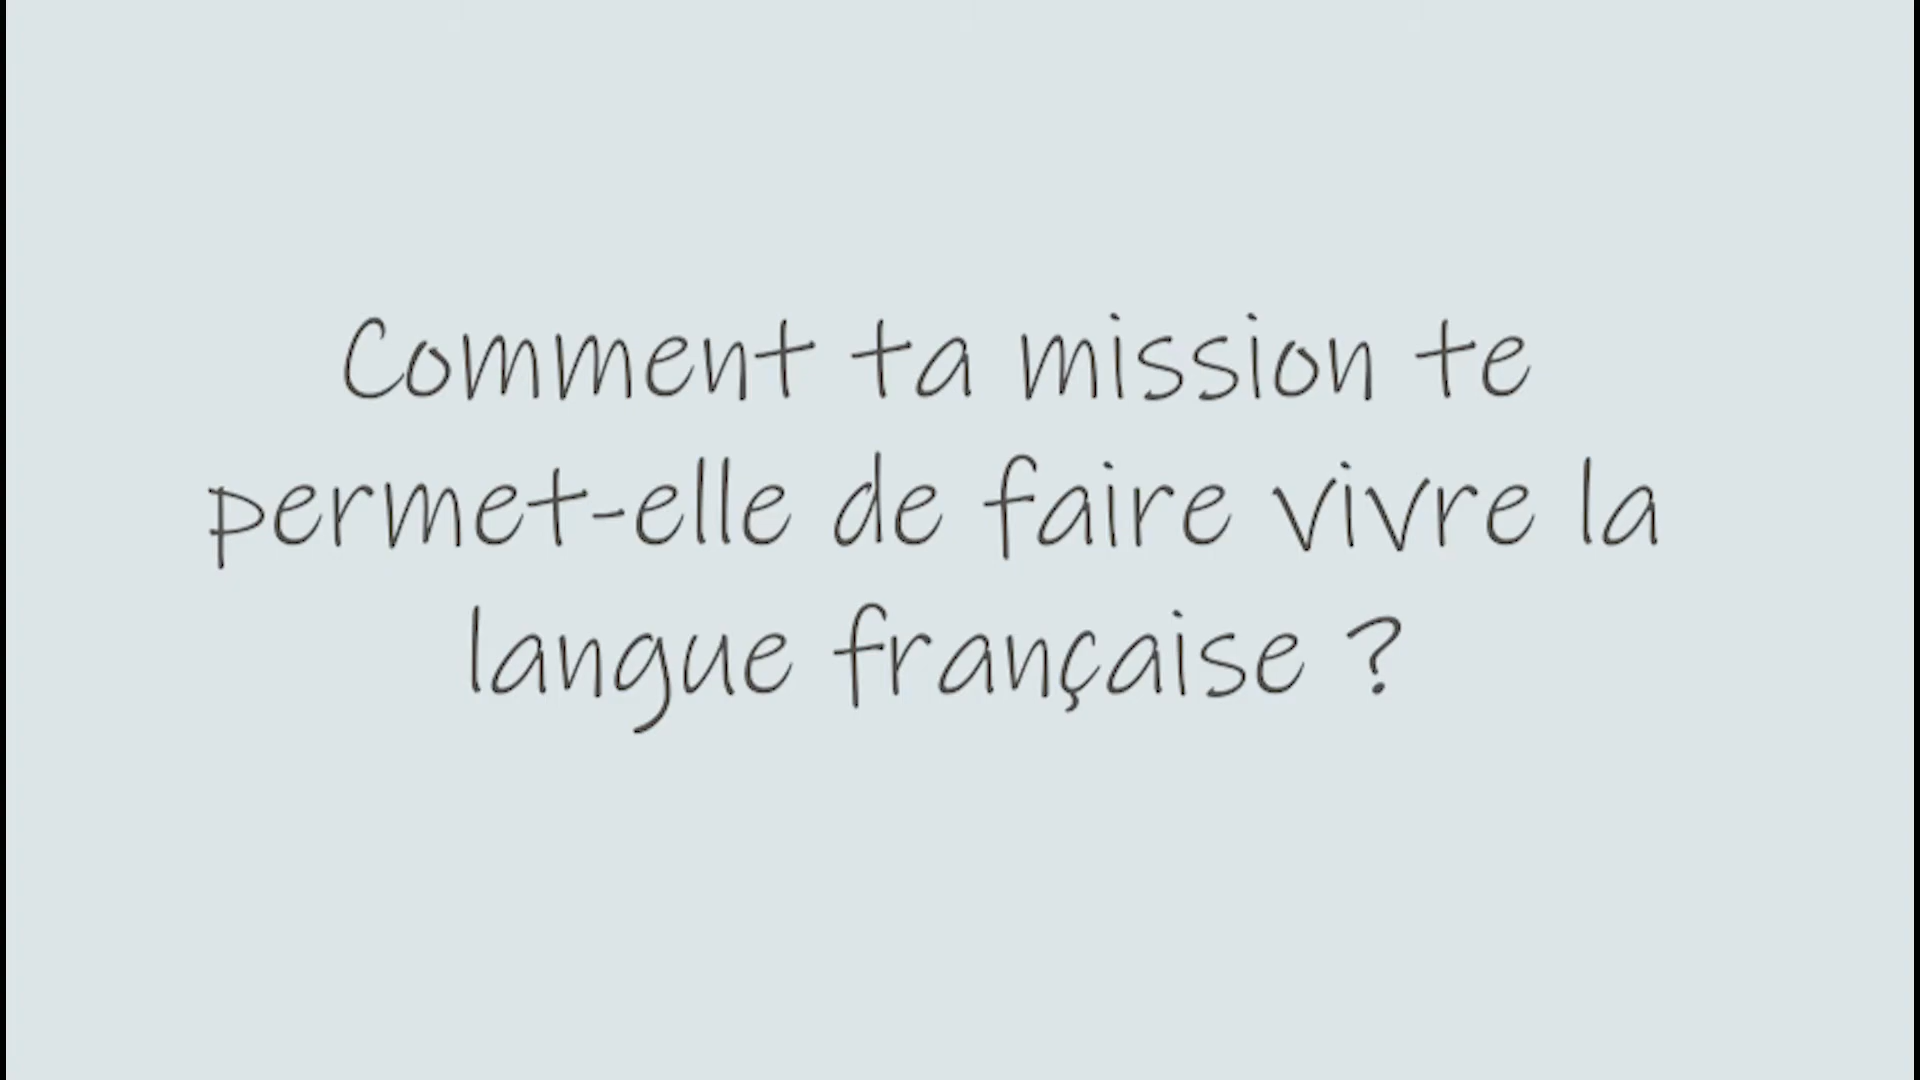 Comment ta mission te
permet-elle de faire vivre la
langue française ?